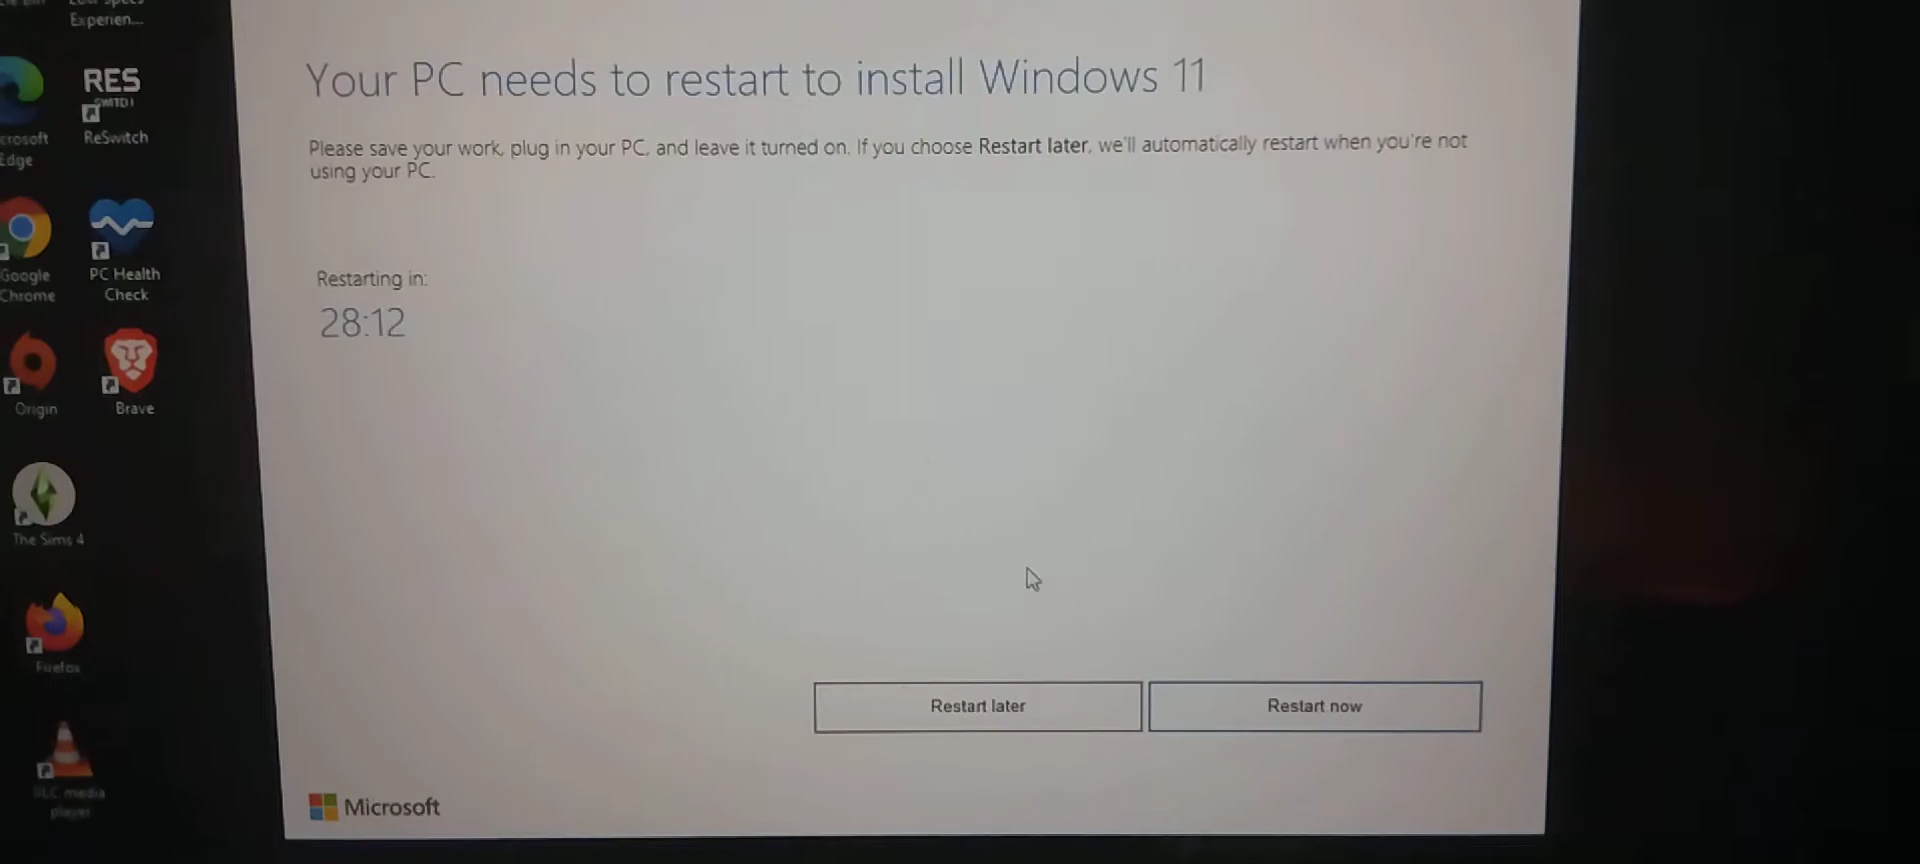 Experien...
RES
ReSwitch
Edge
Google
Chrome
PC Health
Check
Origin
Brave
The Sims 4
Firefox
media
player
Your PC needs to restart to install Windows 11
Please save your work, plug in your PC, and leave it turned on. If you choose Restart later, we'll automatically restart when you're not
using your PC.
Restarting in:
28:12
Restart later
Restart now
Microsoft